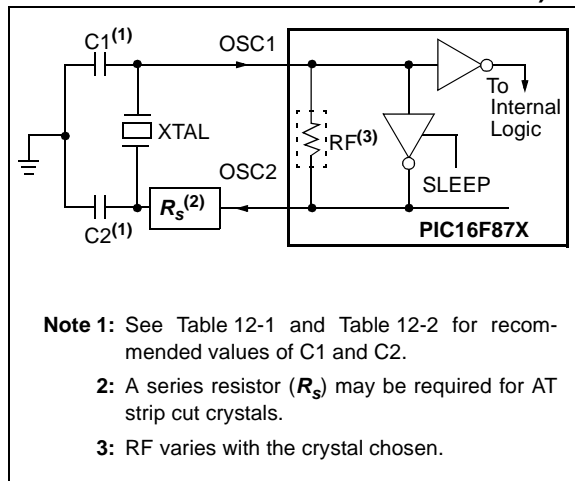 C1(1)
OSC1
To
Internal
Logic
XTAL
RF(3)
OSC2
SLEEP
Rs(2)
C2(1)
PIC16F87X
Note 1: See Table 12-1 and Table 12-2 for recom-
mended values of C1 and C2.
2: A series resistor (Rs) may be required for AT
strip cut crystals.
3: RF varies with the crystal chosen.